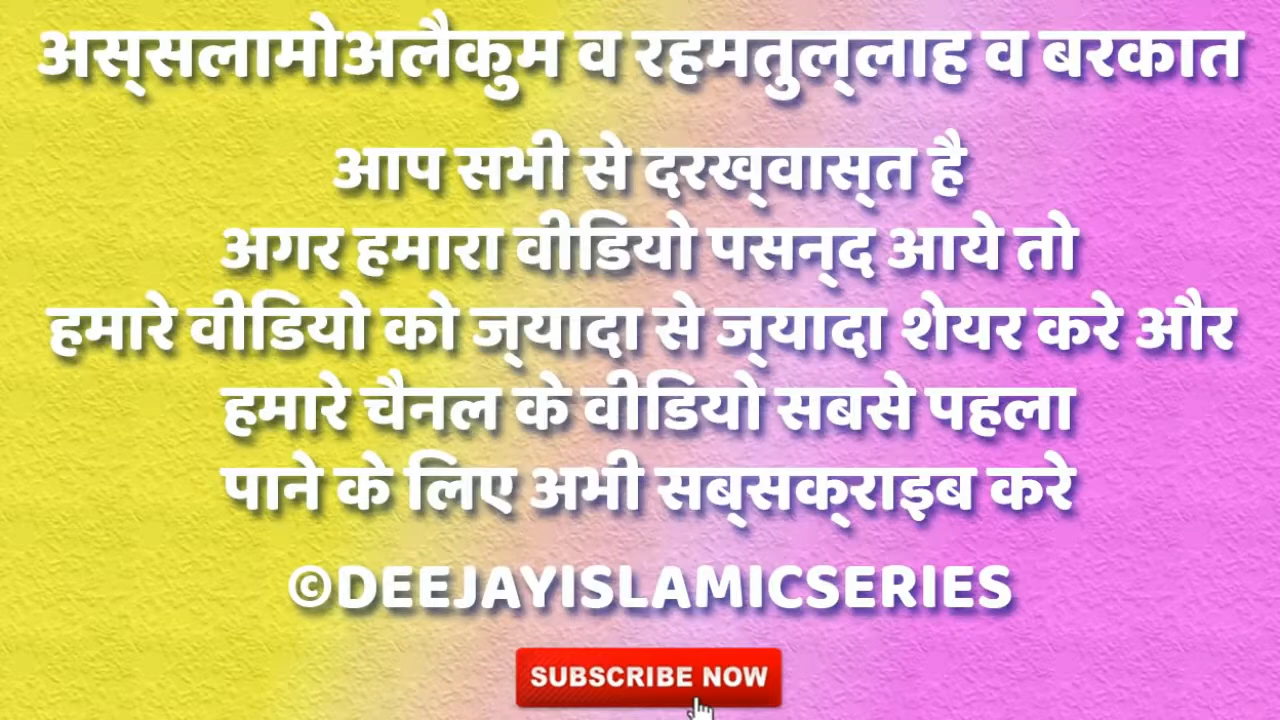 अस्सलामोअलैकुम व रहमतुल्लाह व बरकात
आप सभी से दरख्वास्त है
अगर हमारा वीडियो पसन्द आये तो
हमारे वीडियो को ज्यादा से ज्यादा शेयर करे और
हमारे चैनल के वीडियो सबसे पहला
पाने के लिए अभी सब्सक्राइब करे
©DEEJAYISLAMICSERIES
SUBSCRIBE NOW